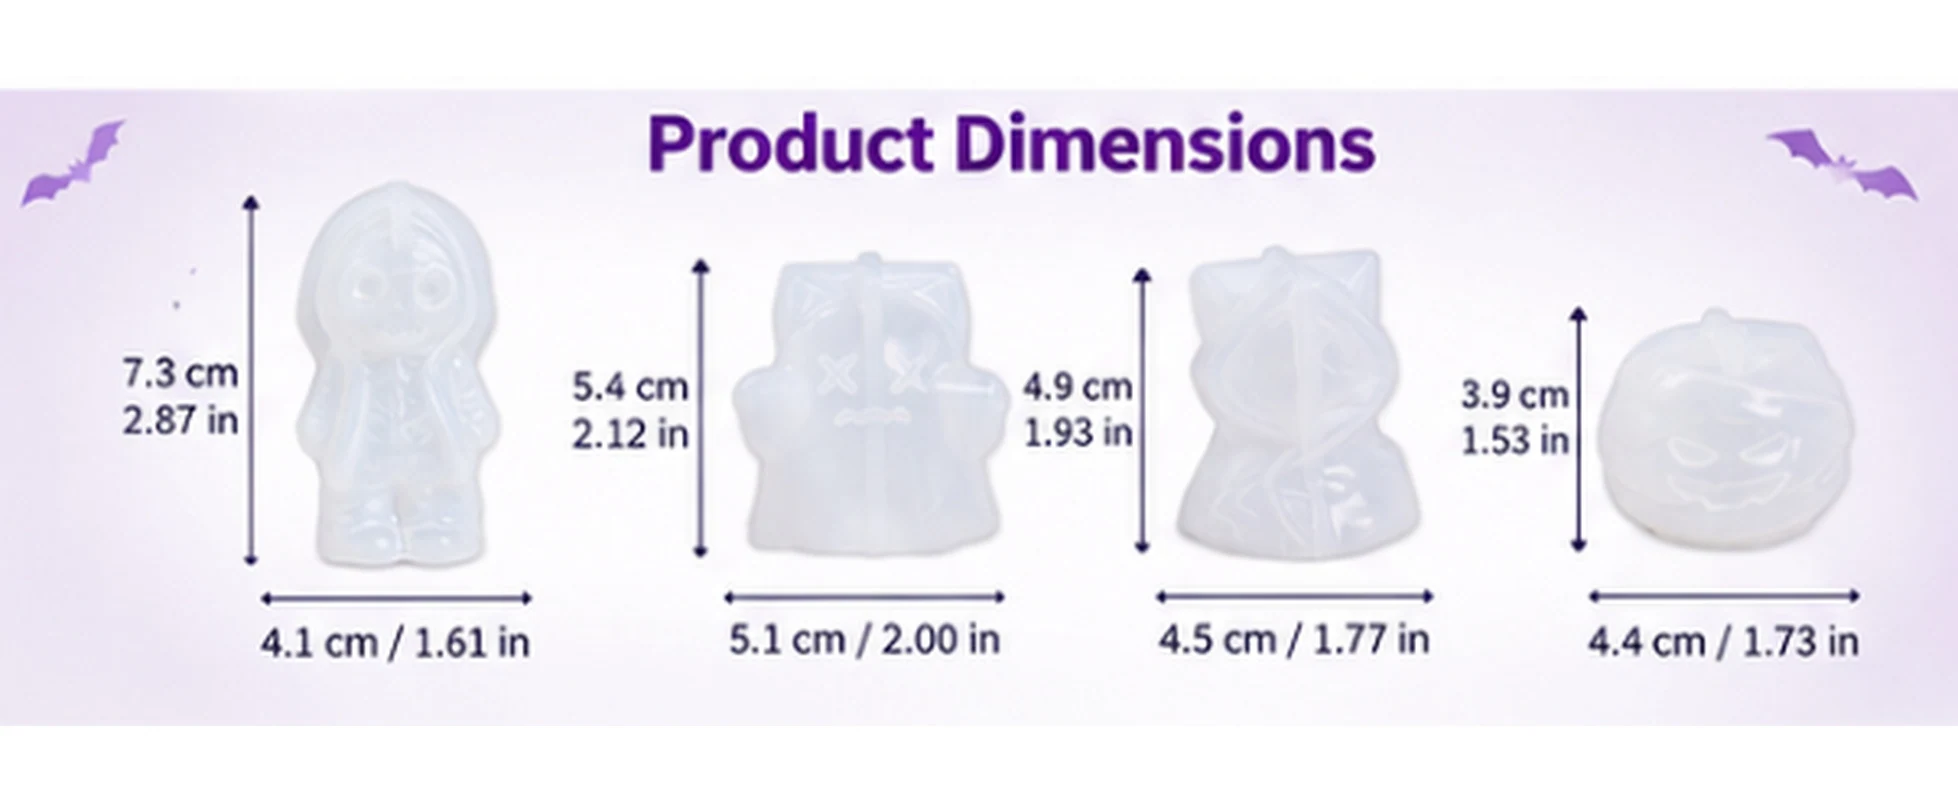 Product Dimensions
7.3 cm
2.87 in
4.1 cm / 1.61 in
5.4 cm
2.12 in
5.1 cm / 2.00 in
4.9 cm
1.93 in
4.5 cm / 1.77 in
3.9 cm
1.53 in
4.4 cm / 1.73 in